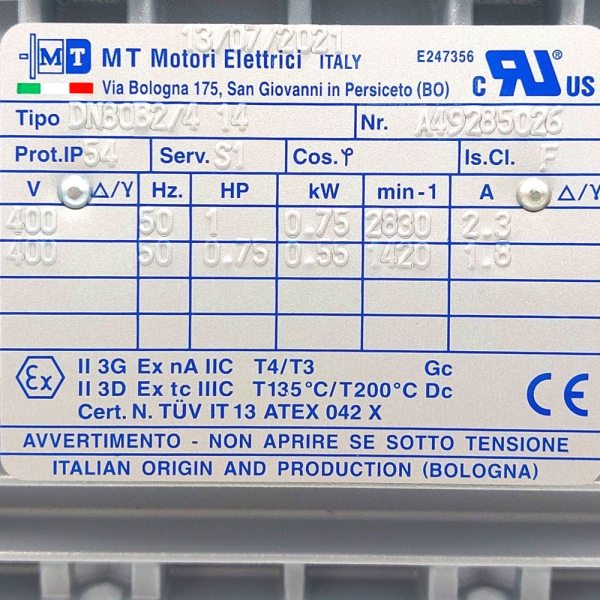 13/07/2021
MT MT Motori Elettrici ITALY E247356
Via Bologna 175, San Giovanni in Persiceto (BO) c RU US
Tipo DN80B2/4 14 Nr. A49285026
Prot.IP54 Serv. S1 Cos.φ Is.Cl. F
V Δ/Y Hz. HP kW min-1 A Δ/Y
400 50 1 0.75 2830 2.3
400 50 0.75 0.55 1420 1.8
Ex II 3G Ex nA IIC T4/T3 Gc
II 3D Ex tc IIIC T135°C/T200°C Dc CE
Cert. N. TÜV IT 13 ATEX 042 X
AVVERTIMENTO - NON APRIRE SE SOTTO TENSIONE
ITALIAN ORIGIN AND PRODUCTION (BOLOGNA)